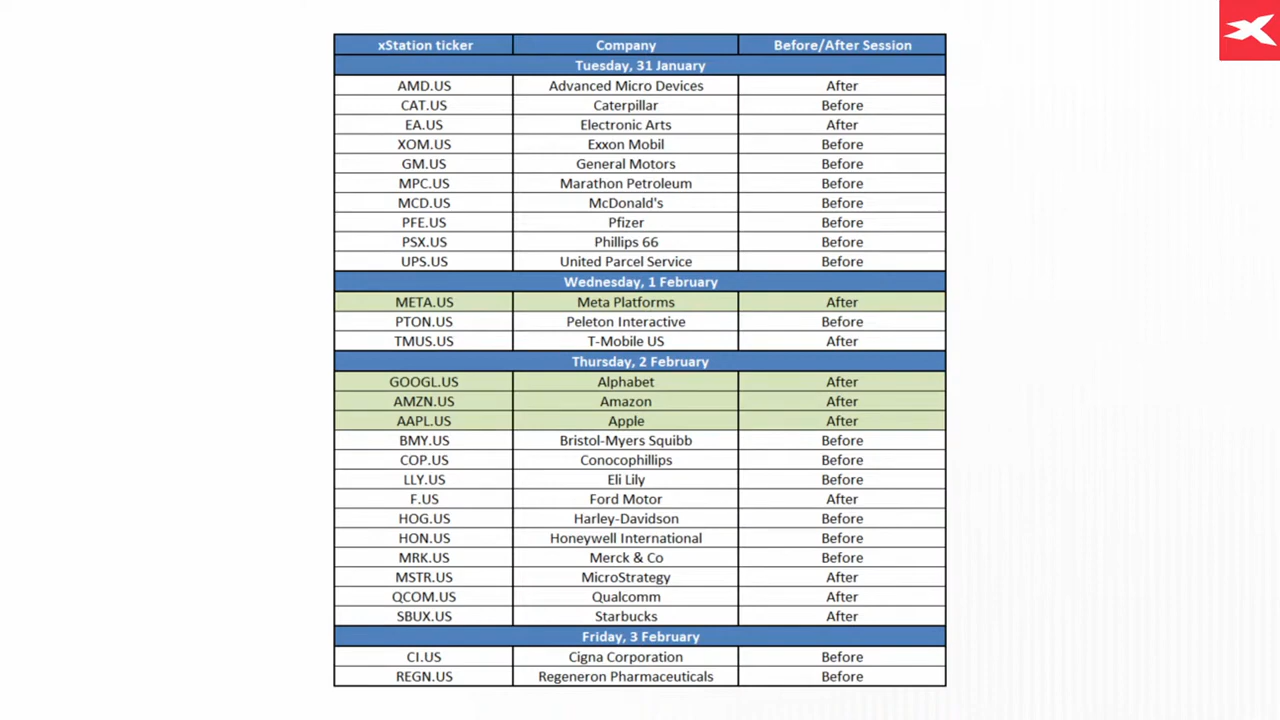 xStation ticker Company Before/After Session
Tuesday, 31 January
AMD.US Advanced Micro Devices After
CAT.US Caterpillar Before
EA.US Electronic Arts After
XOM.US Exxon Mobil Before
GM.US General Motors Before
MPC.US Marathon Petroleum Before
MCD.US McDonald's Before
PFE.US Pfizer Before
PSX.US Phillips 66 Before
UPS.US United Parcel Service Before
Wednesday, 1 February
META.US Meta Platforms After
PTON.US Peleton Interactive Before
TMUS.US T-Mobile US After
Thursday, 2 February
GOOGL.US Alphabet After
AMZN.US Amazon After
AAPL.US Apple After
BMY.US Bristol-Myers Squibb Before
COP.US Conocophillips Before
LLY.US Eli Lily Before
F.US Ford Motor After
HOG.US Harley-Davidson Before
HON.US Honeywell International Before
MRK.US Merck & Co Before
MSTR.US MicroStrategy After
QCOM.US Qualcomm After
SBUX.US Starbucks After
Friday, 3 February
CI.US Cigna Corporation Before
REGN.US Regeneron Pharmaceuticals Before